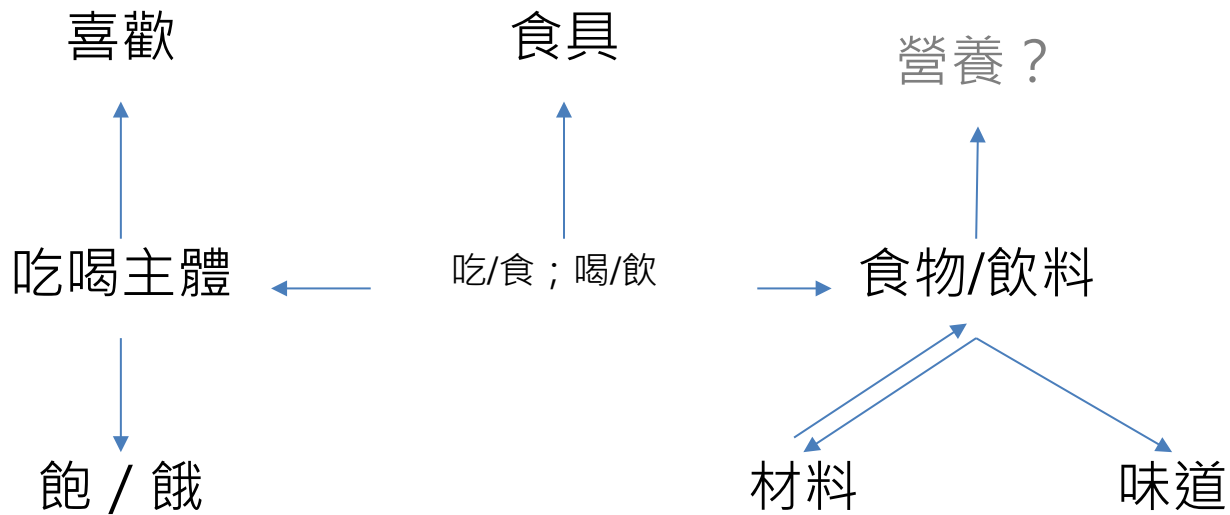 喜歡
食具
營養？
吃喝主體
吃/食；喝/飲
食物/飲料
飽 / 餓
材料
味道